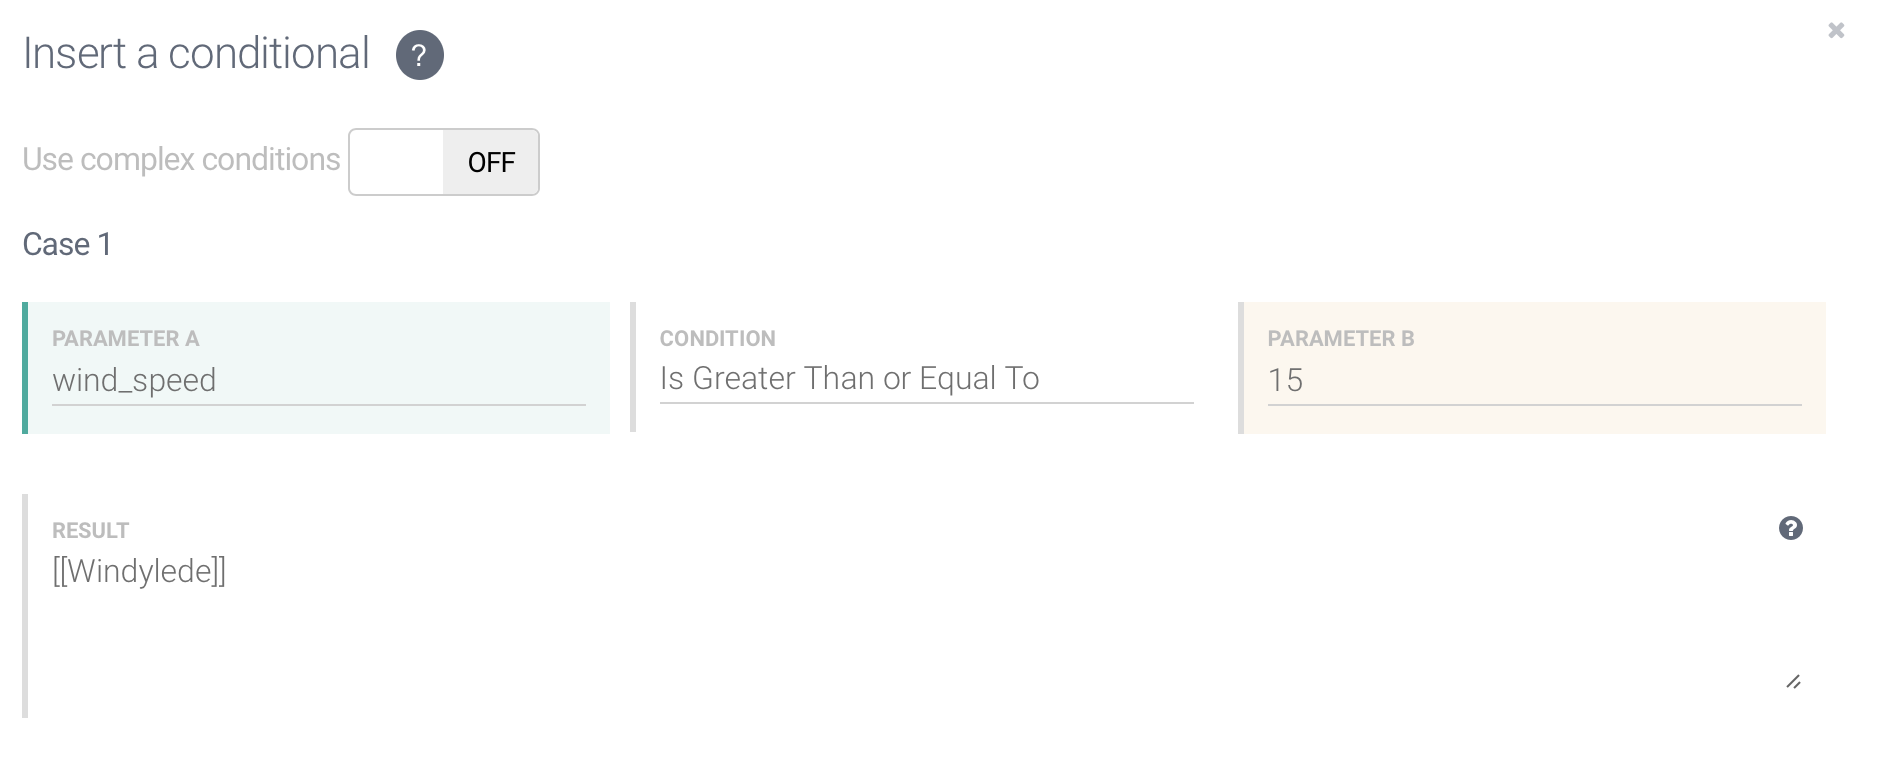 Insert a conditional ?
Use complex conditions OFF
Case 1
PARAMETER A
wind_speed
CONDITION
Is Greater Than or Equal To
PARAMETER B
15
RESULT
[[Windylede]]